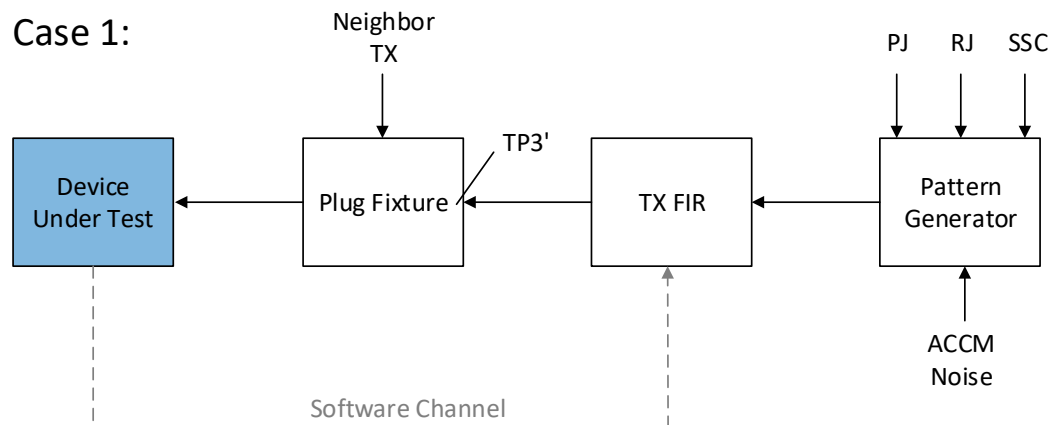 Case 1:
Neighbor
TX
PJ
RJ
SSC
TP3'
Device
Under Test
Plug Fixture
TX FIR
Pattern
Generator
ACCM
Noise
Software Channel